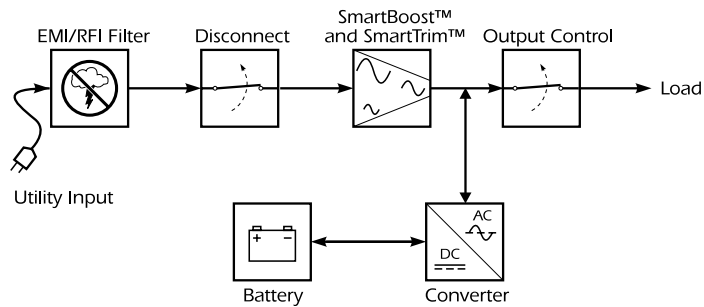 EMI/RFI Filter
Disconnect
SmartBoost™
and SmartTrim™
Output Control
Load
Utility Input
+ −
Battery
AC
DC
Converter